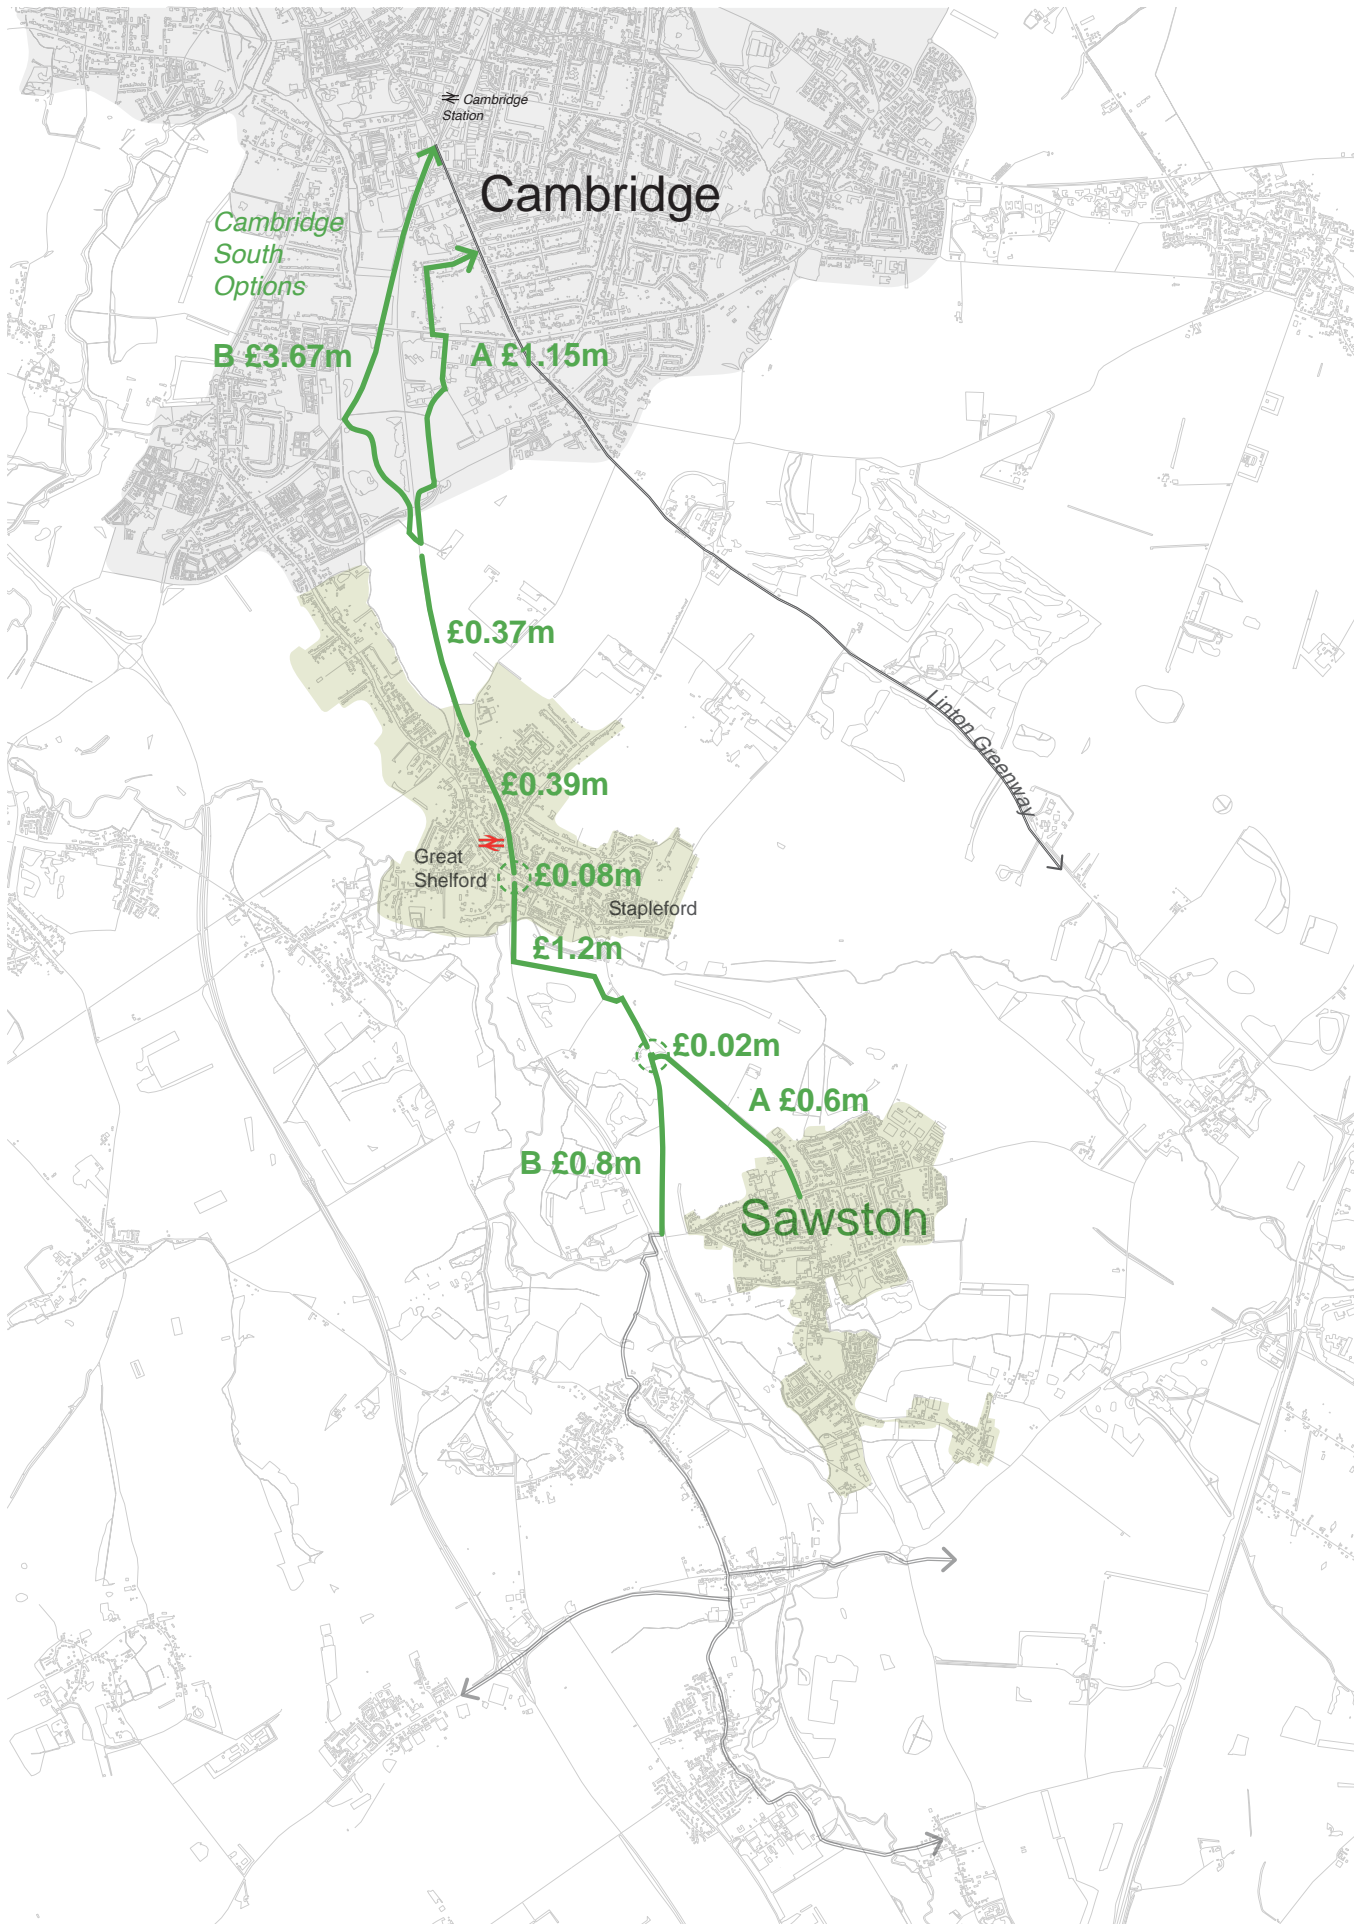 Cambridge
Station
Cambridge
Cambridge
South
Options
B £3.67m
A £1.15m
£0.37m
Linton Greenway
£0.39m
Great
Shelford
£0.08m
Stapleford
£1.2m
£0.02m
A £0.6m
B £0.8m
Sawston